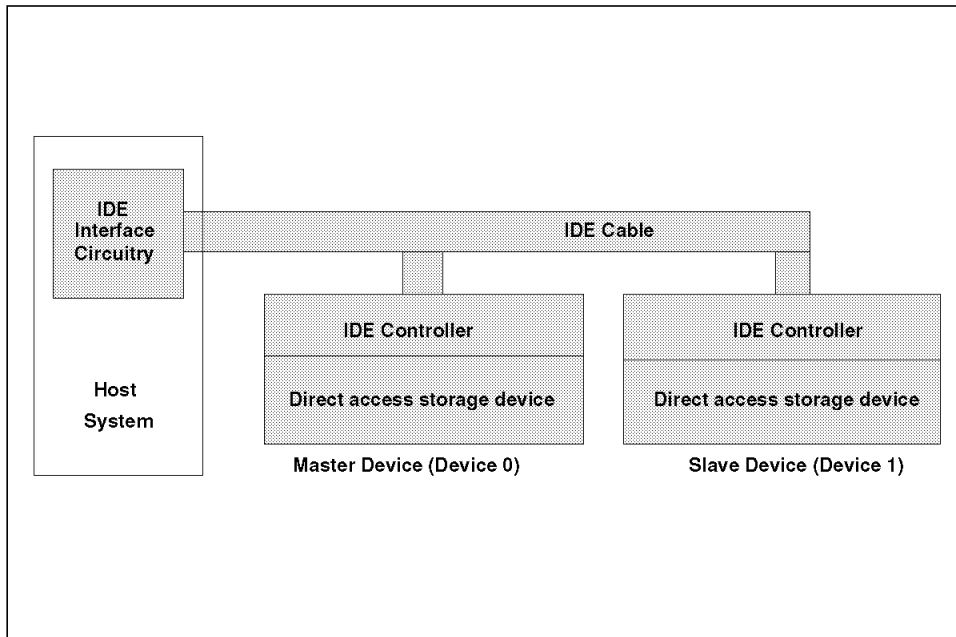 IDE
Interface
Circuitry
IDE Cable
IDE Controller
IDE Controller
Host
System
Direct access storage device
Direct access storage device
Master Device (Device 0)
Slave Device (Device 1)